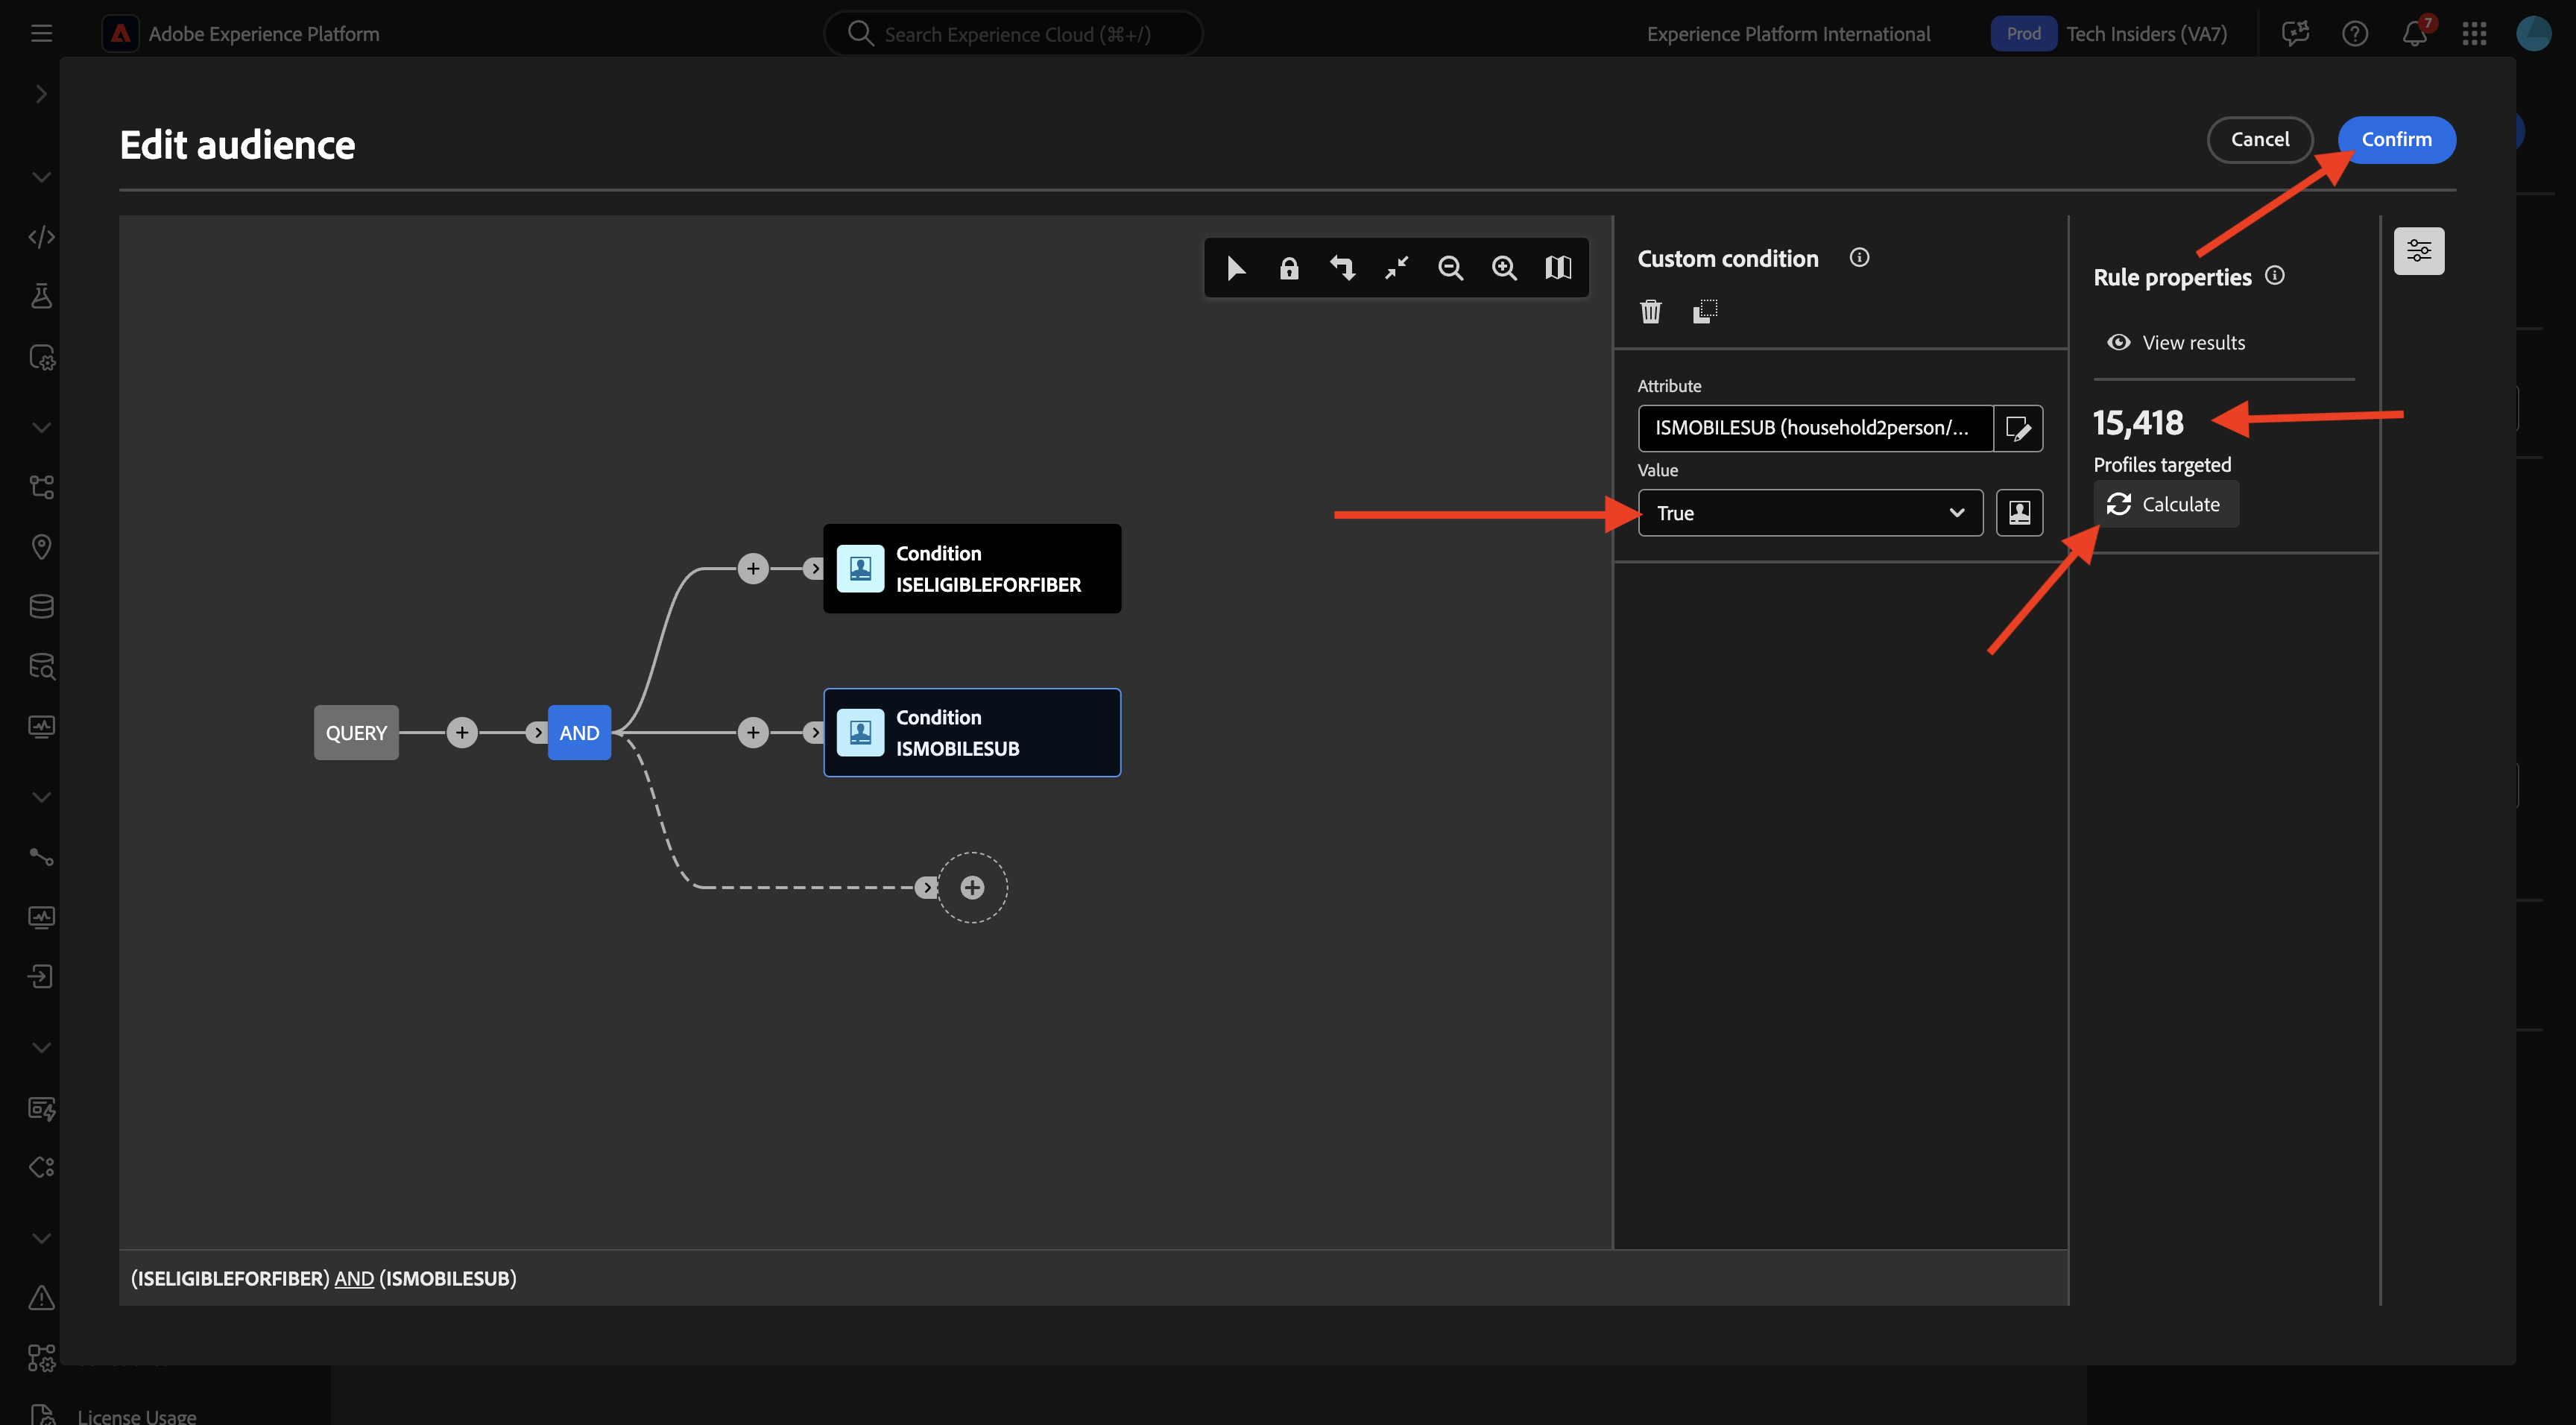 Adobe Experience Platform
Search Experience Cloud (⌘+/)
Experience Platform International
Prod
Tech Insiders (VA7)
7
Edit audience
Cancel
Confirm
Custom condition
Attribute
ISMOBILESUB (household2person/...
Value
True
Rule properties
View results
15,418
Profiles targeted
Calculate
Condition
ISELIGIBLEFORFIBER
QUERY
AND
Condition
ISMOBILESUB
(ISELIGIBLEFORFIBER) AND (ISMOBILESUB)
License Usage